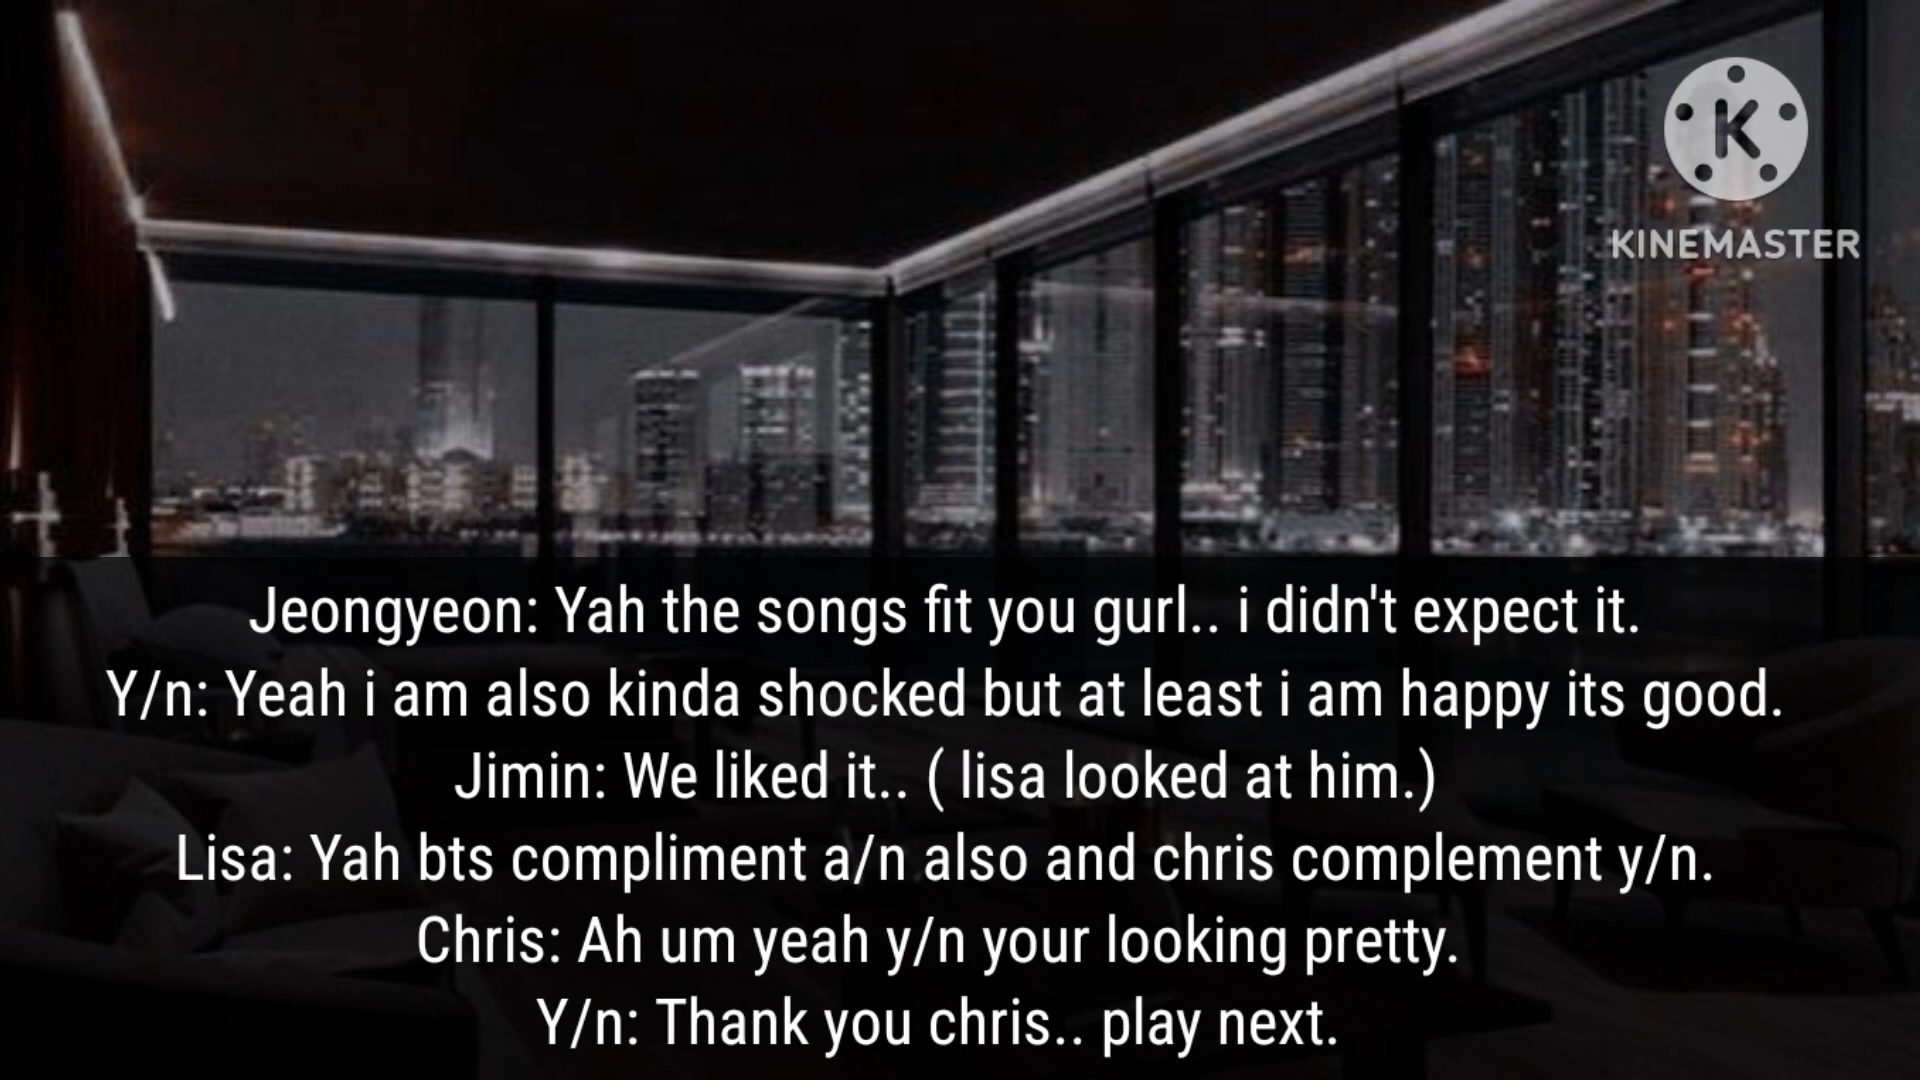 K
KINEMASTER
Jeongyeon: Yah the songs fit you gurl.. i didn't expect it.
Y/n: Yeah i am also kinda shocked but at least i am happy its good.
Jimin: We liked it.. ( lisa looked at him.)
Lisa: Yah bts compliment a/n also and chris complement y/n.
Chris: Ah um yeah y/n your looking pretty.
Y/n: Thank you chris.. play next.